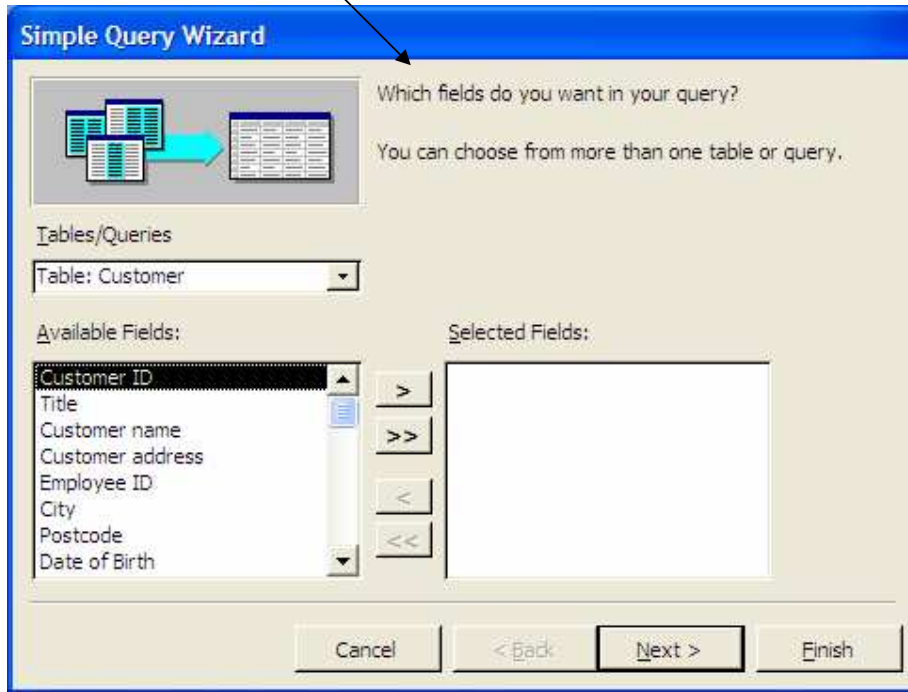 Simple Query Wizard
Which fields do you want in your query?
You can choose from more than one table or query.
Tables/Queries
Table: Customer
Available Fields:
Selected Fields:
Customer ID
Title
Customer name
Customer address
Employee ID
City
Postcode
Date of Birth
>
>>
<
<<
Cancel
< Back
Next >
Finish